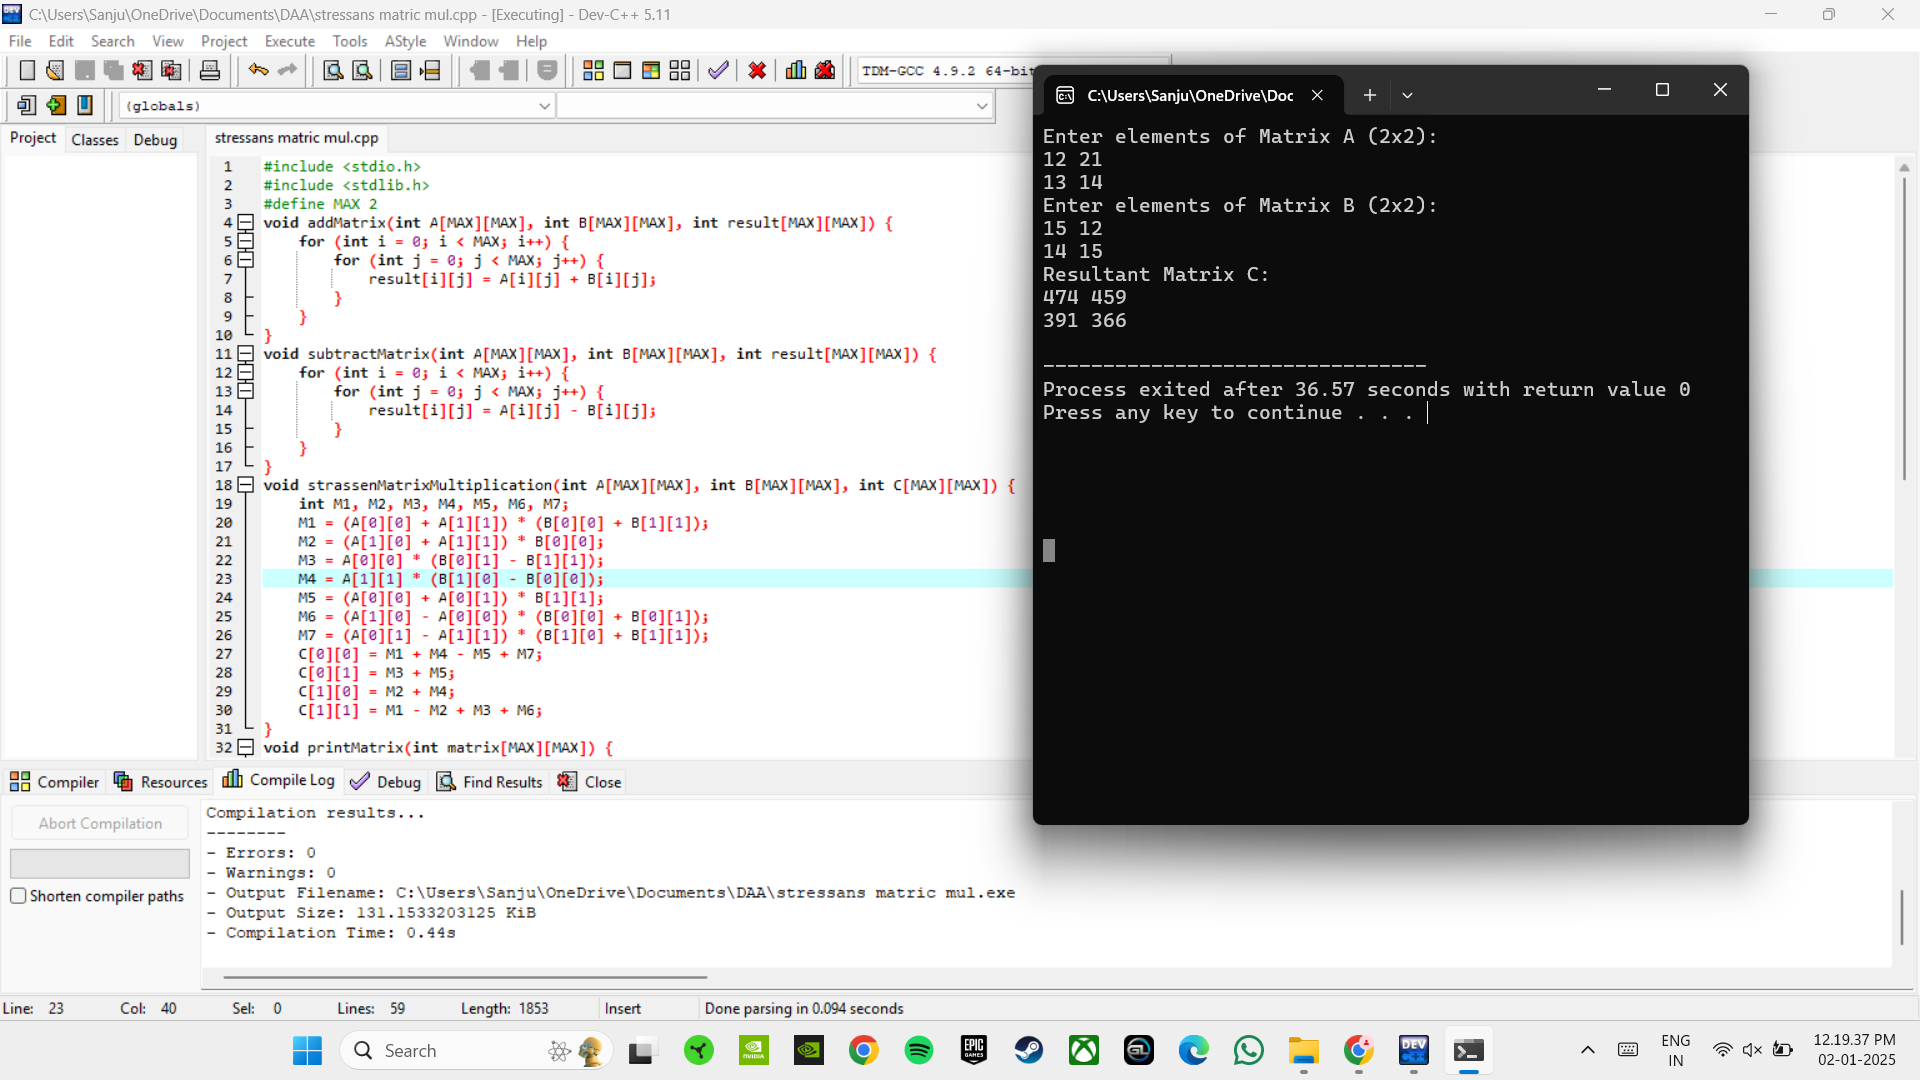 C:\Users\Sanju\OneDrive\Documents\DAA\stressans matric mul.cpp - [Executing] - Dev-C++ 5.11
File Edit Search View Project Execute Tools AStyle Window Help
TDM-GCC 4.9.2 64-bit
(globals)
Project Classes Debug
stressans matric mul.cpp
1 #include <stdio.h>
2 #include <stdlib.h>
3 #define MAX 2
4 void addMatrix(int A[MAX][MAX], int B[MAX][MAX], int result[MAX][MAX]) {
5 for (int i = 0; i < MAX; i++) {
6 for (int j = 0; j < MAX; j++) {
7 result[i][j] = A[i][j] + B[i][j];
8 }
9 }
10 }
11 void subtractMatrix(int A[MAX][MAX], int B[MAX][MAX], int result[MAX][MAX]) {
12 for (int i = 0; i < MAX; i++) {
13 for (int j = 0; j < MAX; j++) {
14 result[i][j] = A[i][j] - B[i][j];
15 }
16 }
17 }
18 void strassenMatrixMultiplication(int A[MAX][MAX], int B[MAX][MAX], int C[MAX][MAX]) {
19 int M1, M2, M3, M4, M5, M6, M7;
20 M1 = (A[0][0] + A[1][1]) * (B[0][0] + B[1][1]);
21 M2 = (A[1][0] + A[1][1]) * B[0][0];
22 M3 = A[0][0] * (B[0][1] - B[1][1]);
23 M4 = A[1][1] * (B[1][0] - B[0][0]);
24 M5 = (A[0][0] + A[0][1]) * B[1][1];
25 M6 = (A[1][0] - A[0][0]) * (B[0][0] + B[0][1]);
26 M7 = (A[0][1] - A[1][1]) * (B[1][0] + B[1][1]);
27 C[0][0] = M1 + M4 - M5 + M7;
28 C[0][1] = M3 + M5;
29 C[1][0] = M2 + M4;
30 C[1][1] = M1 - M2 + M3 + M6;
31 }
32 void printMatrix(int matrix[MAX][MAX]) {
C:\Users\Sanju\OneDrive\Doc
Enter elements of Matrix A (2x2):
12 21
13 14
Enter elements of Matrix B (2x2):
15 12
14 15
Resultant Matrix C:
474 459
391 366
--------------------------------
Process exited after 36.57 seconds with return value 0
Press any key to continue . . .
Compiler Resources Compile Log Debug Find Results Close
Abort Compilation
Shorten compiler paths
Compilation results...
--------
- Errors: 0
- Warnings: 0
- Output Filename: C:\Users\Sanju\OneDrive\Documents\DAA\stressans matric mul.exe
- Output Size: 131.1533203125 KiB
- Compilation Time: 0.44s
Line: 23 Col: 40 Sel: 0 Lines: 59 Length: 1853 Insert Done parsing in 0.094 seconds
Search
ENG
IN
12.19.37 PM
02-01-2025